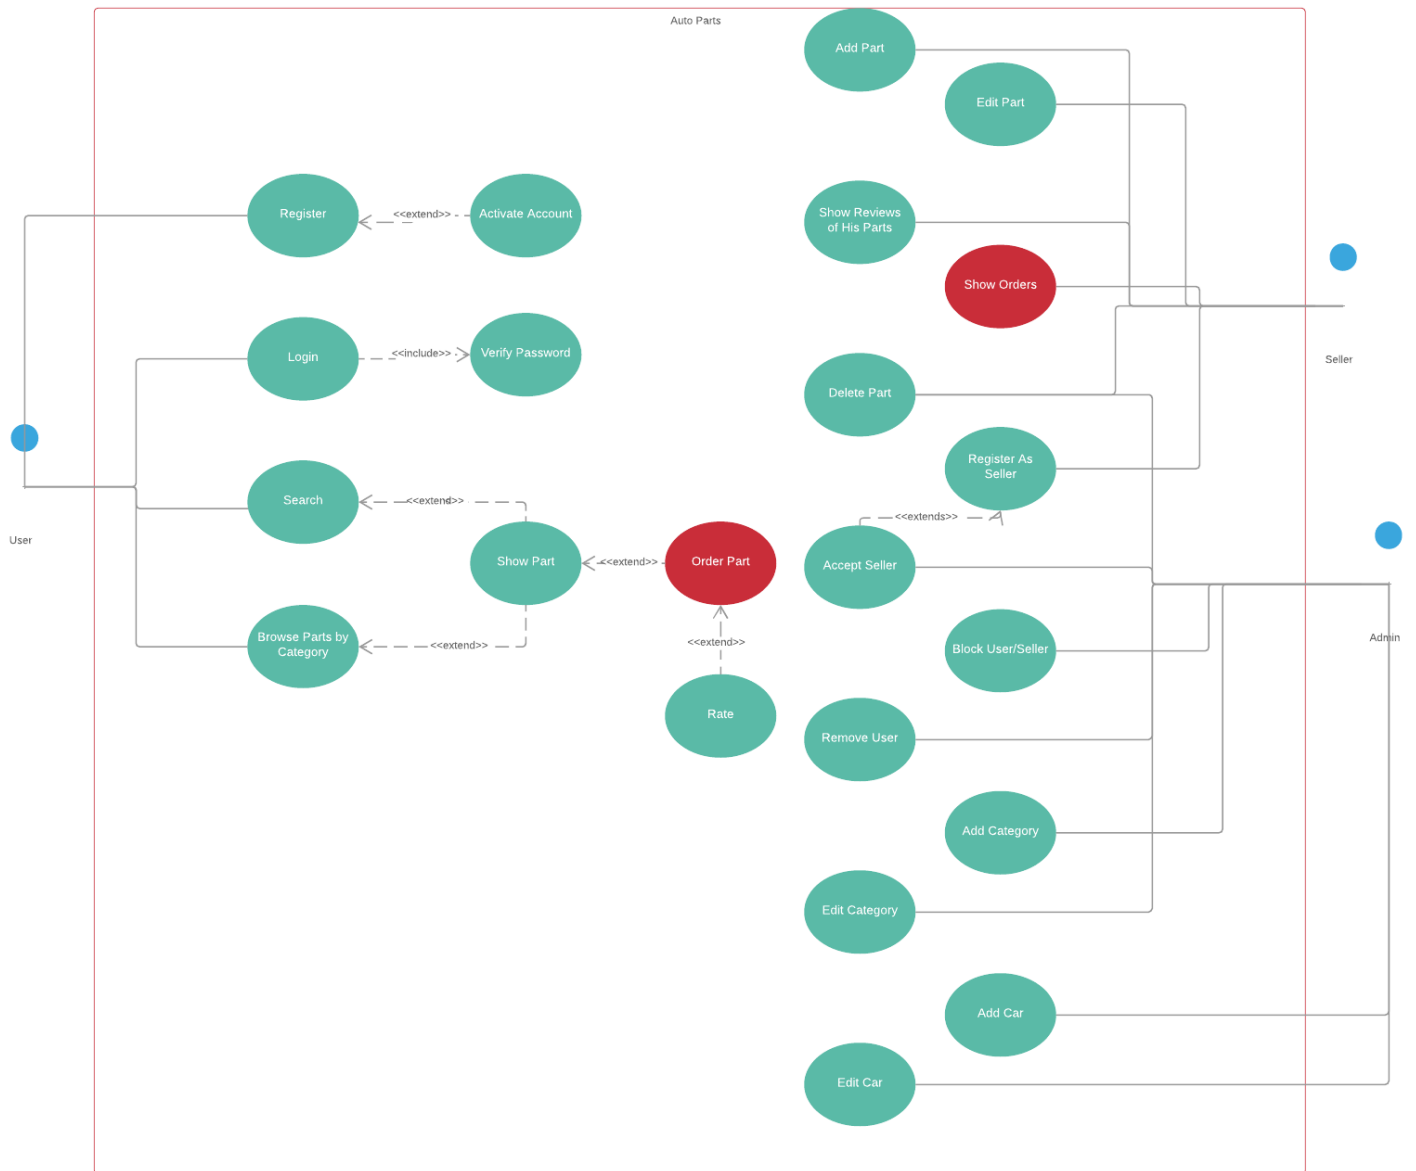 Auto Parts
Add Part
Edit Part
Register
<<extend>>
Activate Account
Show Reviews
of His Parts
Show Orders
Seller
Login
<<include>>
Verify Password
Delete Part
Register As
Seller
Search
<<extend>>
<<extends>>
User
Show Part
<<extend>>
Order Part
Accept Seller
Browse Parts by
Category
<<extend>>
<<extend>>
Block User/Seller
Admin
Rate
Remove User
Add Category
Edit Category
Add Car
Edit Car